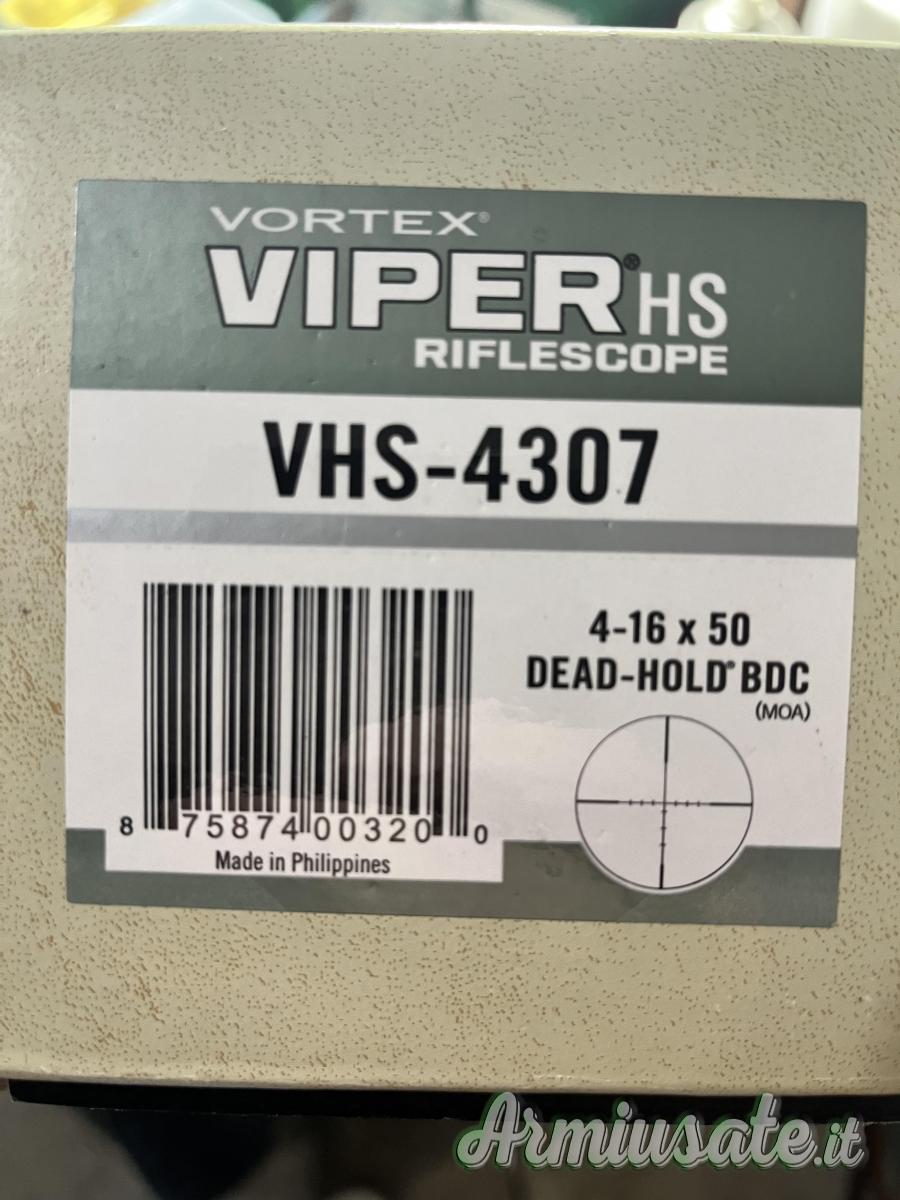 VORTEX®
VIPER® HS
RIFLESCOPE
VHS-4307
4-16 x 50
DEAD-HOLD® BDC
(MOA)
8 75874 00320 0
Made in Philippines
Armiusate.it